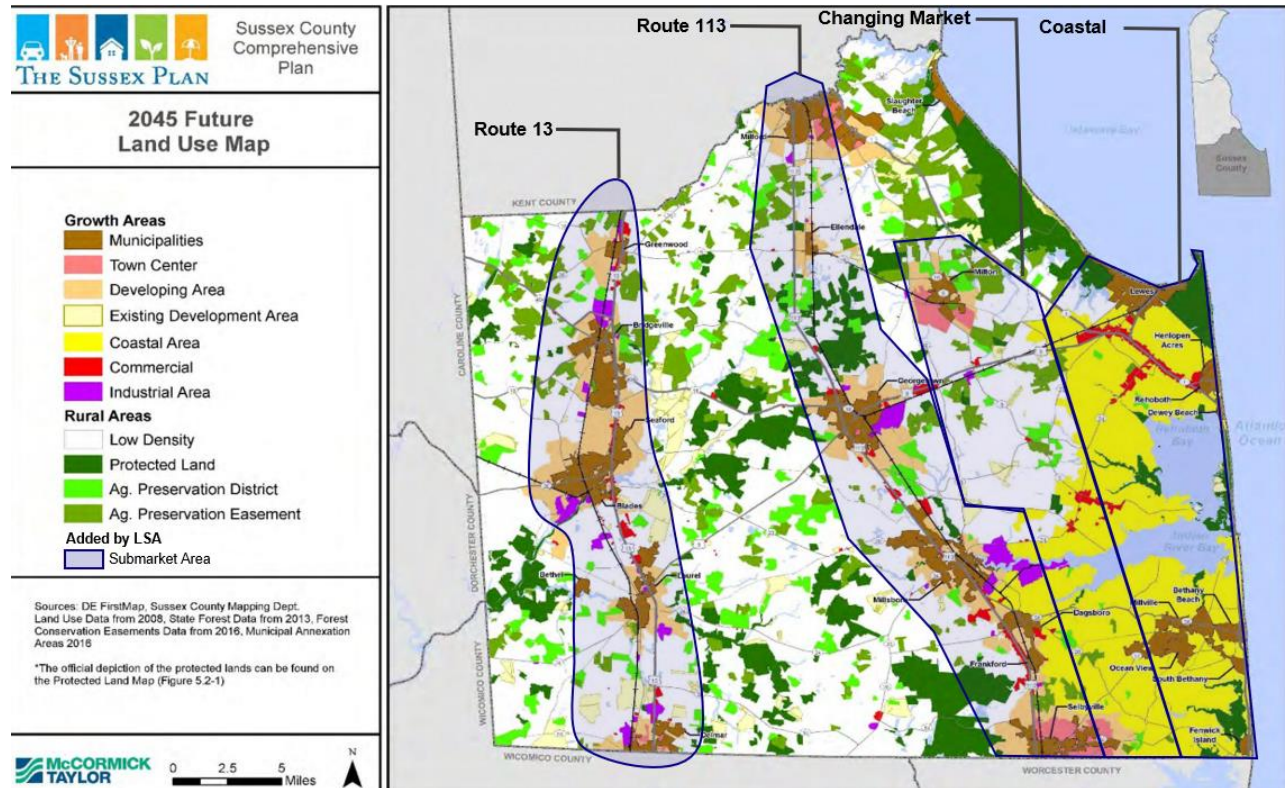 THE SUSSEX PLAN
Sussex County
Comprehensive
Plan
2045 Future
Land Use Map
Growth Areas
Municipalities
Town Center
Developing Area
Existing Development Area
Coastal Area
Commercial
Industrial Area
Rural Areas
Low Density
Protected Land
Ag. Preservation District
Ag. Preservation Easement
Added by LSA
Submarket Area
Sources: DE FirstMap, Sussex County Mapping Dept.
Land Use Data from 2008, State Forest Data from 2013, Forest
Conservation Easements Data from 2016, Municipal Annexation
Areas 2016
*The official depiction of the protected lands can be found on
the Protected Land Map (Figure 5.2-1)
McCORMICK
TAYLOR
0 2.5 5
Miles
N
Route 13
Route 113
Changing Market
Coastal
Sussex
County
Slaughter
Beach
Milford
KENT COUNTY
Greenwood
Ellendale
Milton
Lewes
CAROLINE COUNTY
Bridgeville
Henlopen
Acres
Georgetown
Rehoboth
Dewey Beach
Rehoboth
Bay
Atlantic
Ocean
Seaford
Blades
DORCHESTER COUNTY
Indian
River Bay
Bethel
Laurel
Millsboro
Dagsboro
Millville
Bethany
Beach
Ocean View
South Bethany
Frankford
WICOMICO COUNTY
Selbyville
Fenwick
Island
Delmar
WICOMICO COUNTY
WORCESTER COUNTY